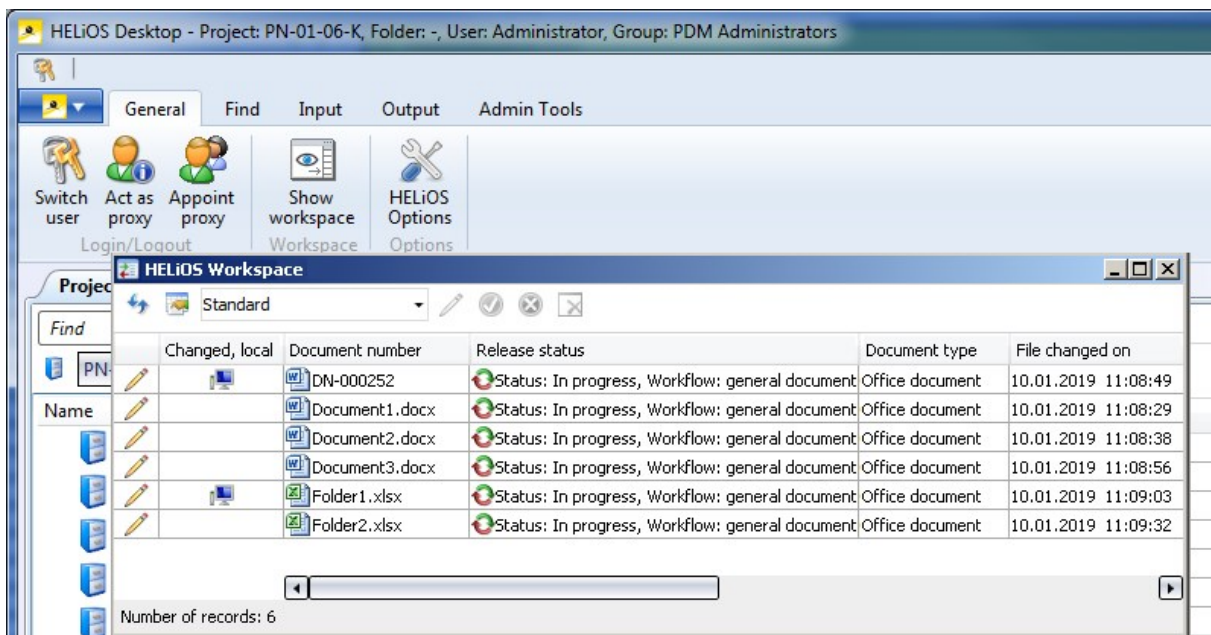 HELiOS Desktop - Project: PN-01-06-K, Folder: -, User: Administrator, Group: PDM Administrators
General Find Input Output Admin Tools
Switch user Act as proxy Appoint proxy Show workspace HELiOS Options
Login/Logout Workspace Options
HELiOS Workspace
Standard
Find
Name
Changed, local Document number Release status Document type File changed on
DN-000252 Status: In progress, Workflow: general document Office document 10.01.2019 11:08:49
Document1.docx Status: In progress, Workflow: general document Office document 10.01.2019 11:08:29
Document2.docx Status: In progress, Workflow: general document Office document 10.01.2019 11:08:38
Document3.docx Status: In progress, Workflow: general document Office document 10.01.2019 11:08:56
Folder1.xlsx Status: In progress, Workflow: general document Office document 10.01.2019 11:09:03
Folder2.xlsx Status: In progress, Workflow: general document Office document 10.01.2019 11:09:32
Number of records: 6